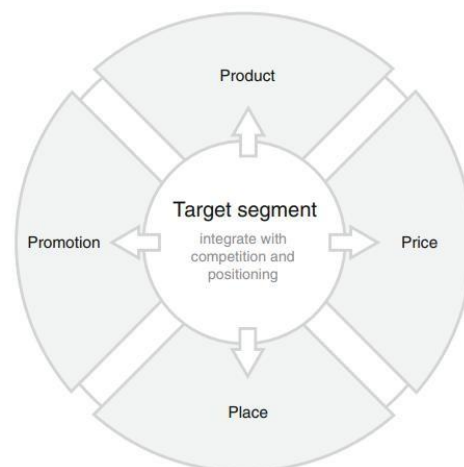 Product
Target segment
integrate with
competition and
positioning
Promotion
Price
Place